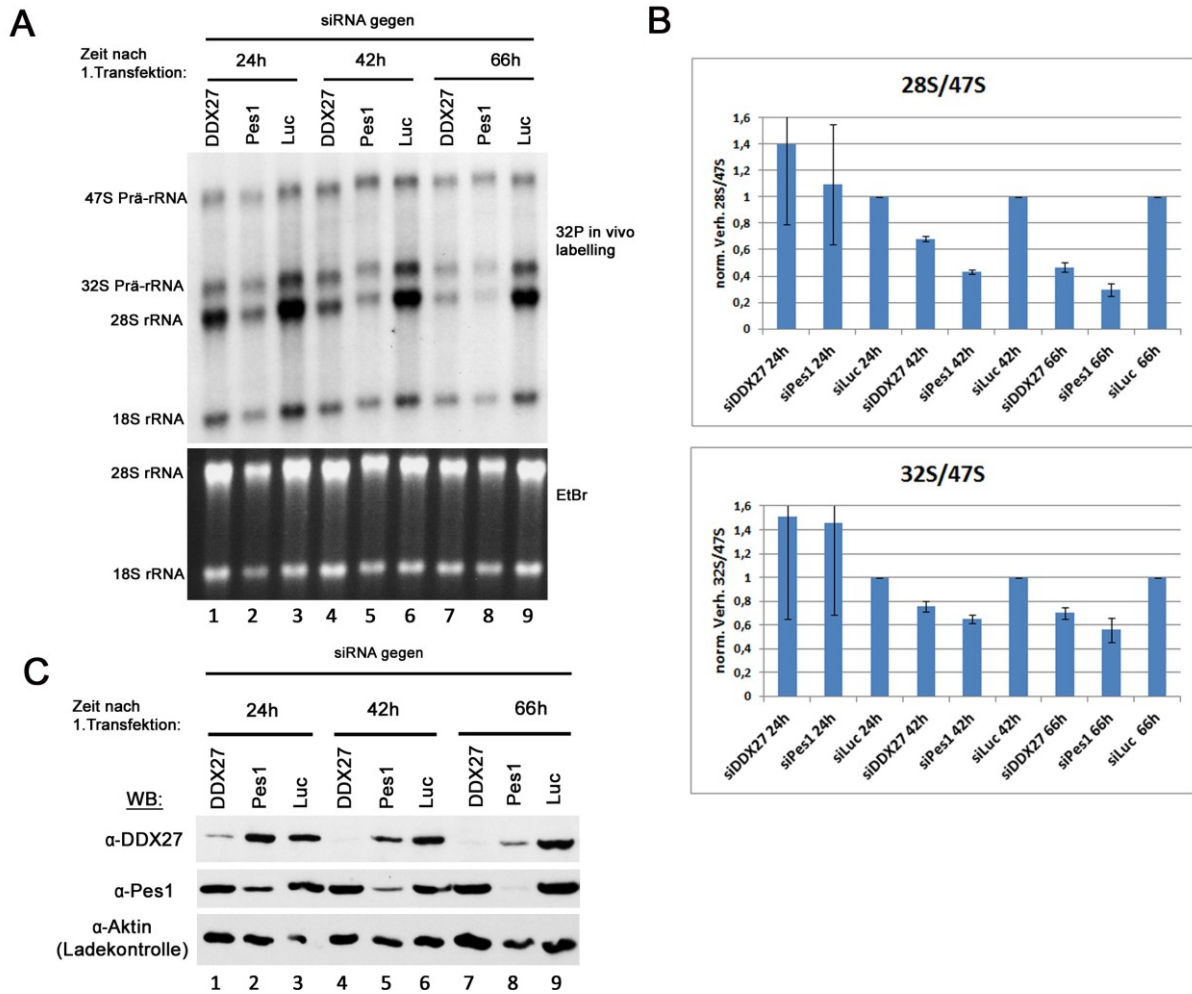 A
siRNA gegen
Zeit nach
1.Transfektion:
24h 42h 66h
DDX27 Pes1 Luc DDX27 Pes1 Luc DDX27 Pes1 Luc
47S Prä-rRNA
32S Prä-rRNA
28S rRNA
18S rRNA
32P in vivo
labelling
28S rRNA
18S rRNA
EtBr
1 2 3 4 5 6 7 8 9
B
28S/47S
norm. Verh. 28S/47S
1,6
1,4
1,2
1
0,8
0,6
0,4
0,2
0
siDDX27 24h siPes1 24h siLuc 24h siDDX27 42h siPes1 42h siLuc 42h siDDX27 66h siPes1 66h siLuc 66h
32S/47S
norm. Verh. 32S/47S
1,6
1,4
1,2
1
0,8
0,6
0,4
0,2
0
siDDX27 24h siPes1 24h siLuc 24h siDDX27 42h siPes1 42h siLuc 42h siDDX27 66h siPes1 66h siLuc 66h
C
siRNA gegen
Zeit nach
1.Transfektion:
24h 42h 66h
WB:
DDX27 Pes1 Luc DDX27 Pes1 Luc DDX27 Pes1 Luc
α-DDX27
α-Pes1
α-Aktin
(Ladekontrolle)
1 2 3 4 5 6 7 8 9